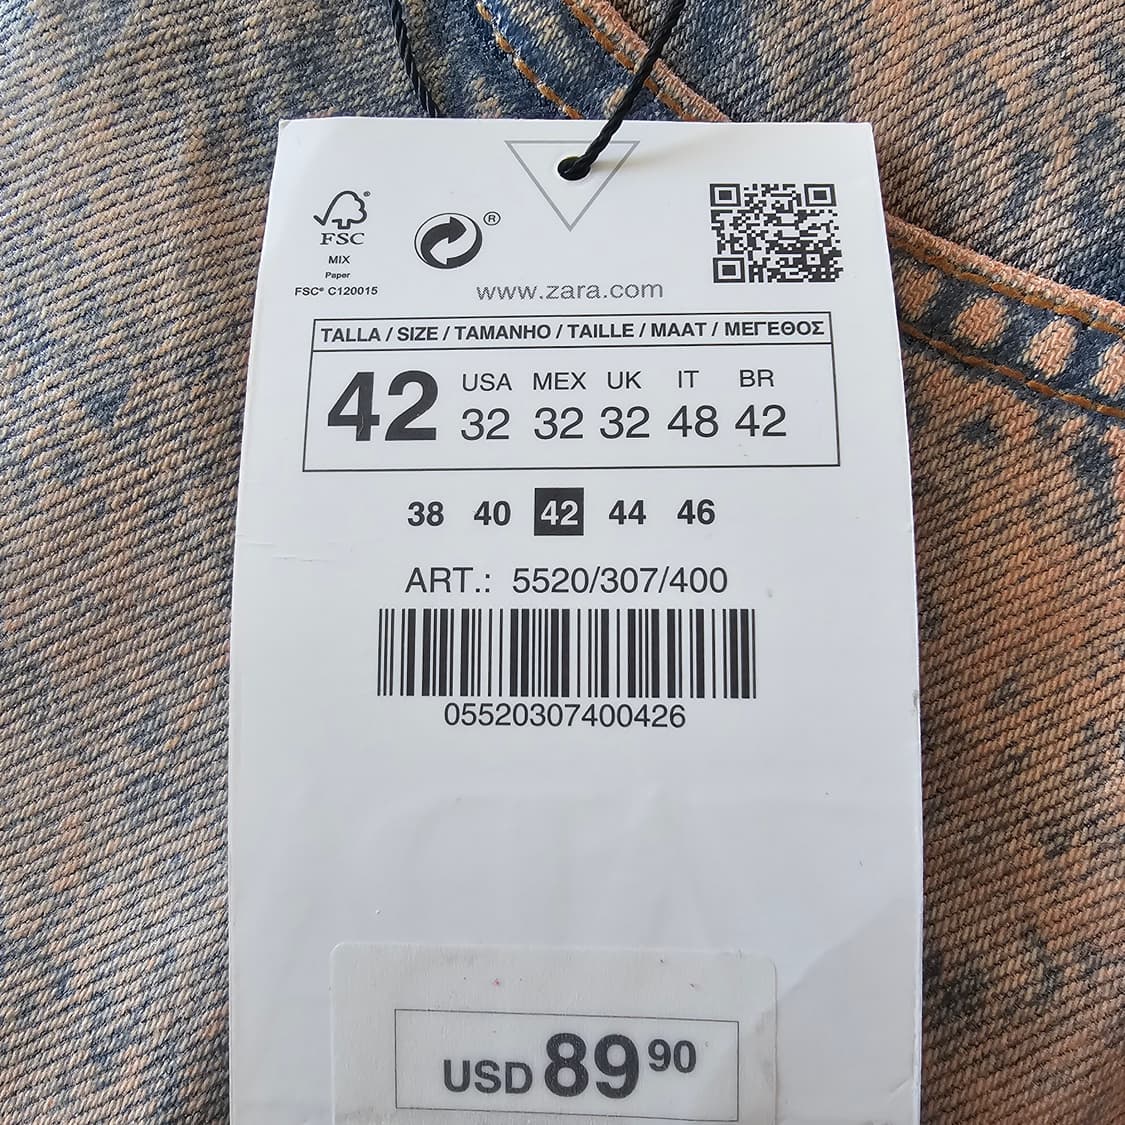 FSC®
MIX
Paper
FSC® C120015
®
www.zara.com
TALLA / SIZE / TAMANHO / TAILLE / MAAT / ΜΕΓΕΘΟΣ
42
USA MEX UK IT BR
32 32 32 48 42
38 40 42 44 46
ART.: 5520/307/400
05520307400426
USD 89 90